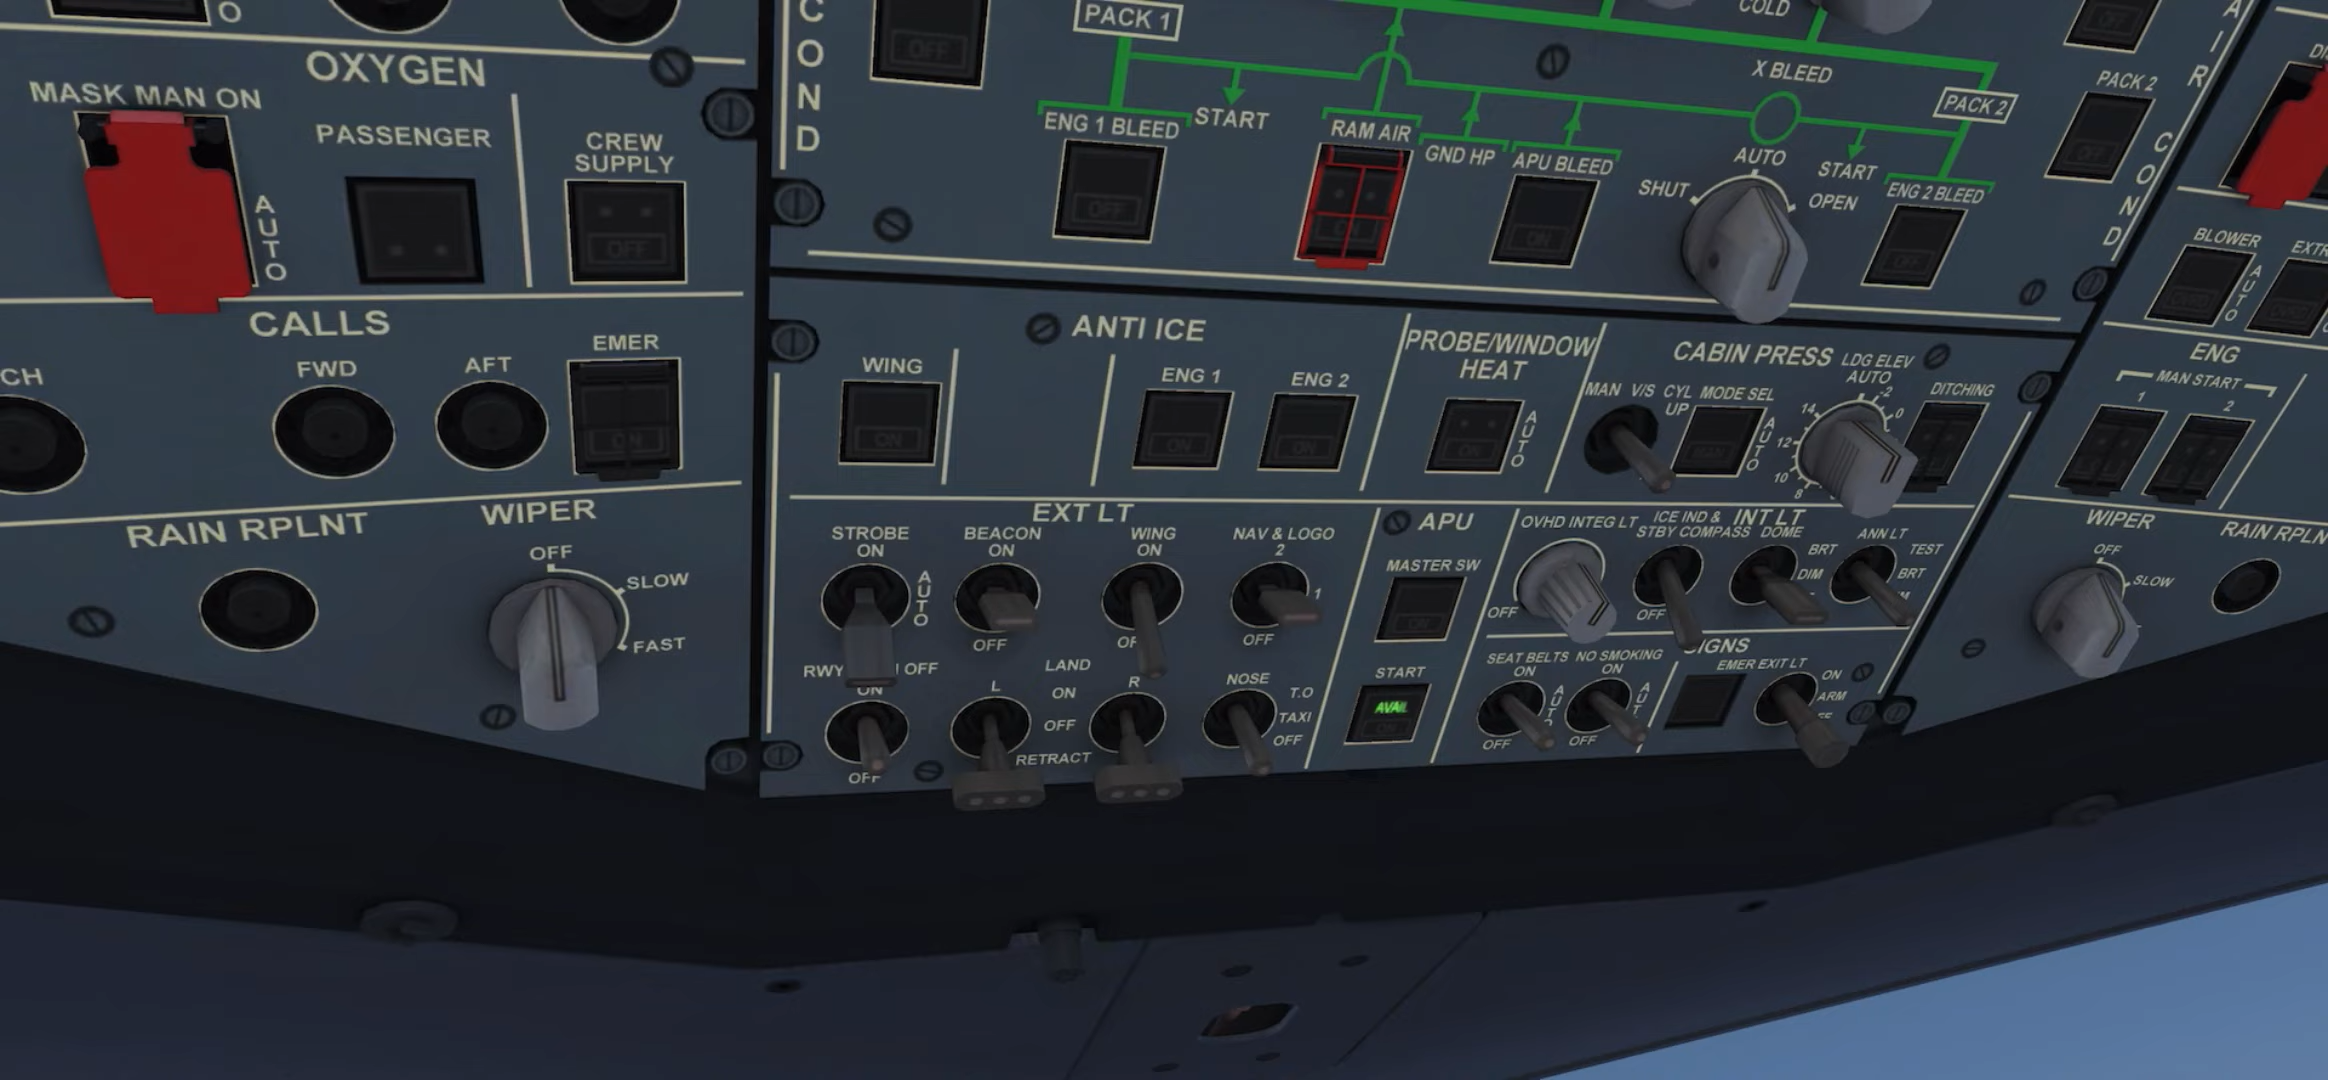 O
OXYGEN
MASK MAN ON
PASSENGER
CREW
SUPPLY
AUTO
OFF
CALLS
CH
FWD
AFT
EMER
ON
RAIN RPLNT
WIPER
OFF
SLOW
FAST
COND
OFF
PACK 1
COLD
X BLEED
PACK 2
PACK 2
OFF
OFF
AIR
COND
ENG 1 BLEED
START
RAM AIR
GND HP
APU BLEED
AUTO
SHUT
OPEN
START
ENG 2 BLEED
OFF
ON
ON
OFF
BLOWER
EXTR
AUTO
ANTI ICE
WING
ENG 1
ENG 2
ON
ON
ON
PROBE/WINDOW
HEAT
AUTO
ON
CABIN PRESS
LDG ELEV
AUTO
MAN V/S CYL
UP
MODE SEL
AUTO
DITCHING
-2
0
14
12
10
8
ENG
MAN START
1
2
EXT LT
STROBE
ON
AUTO
BEACON
ON
OFF
WING
ON
NAV & LOGO
2
1
OFF
RWY
OFF
ON
OFF
LAND
L
R
ON
OFF
RETRACT
NOSE
T.O
TAXI
OFF
APU
MASTER SW
ON
START
AVAIL
ON
INT LT
OVHD INTEG LT
OFF
ICE IND &
STBY COMPASS
OFF
DOME
BRT
DIM
ANN LT
TEST
BRT
SEAT BELTS
ON
AUTO
OFF
NO SMOKING
ON
AUTO
OFF
EMER EXIT LT
ON
ARM
WIPER
OFF
SLOW
RAIN RPLN